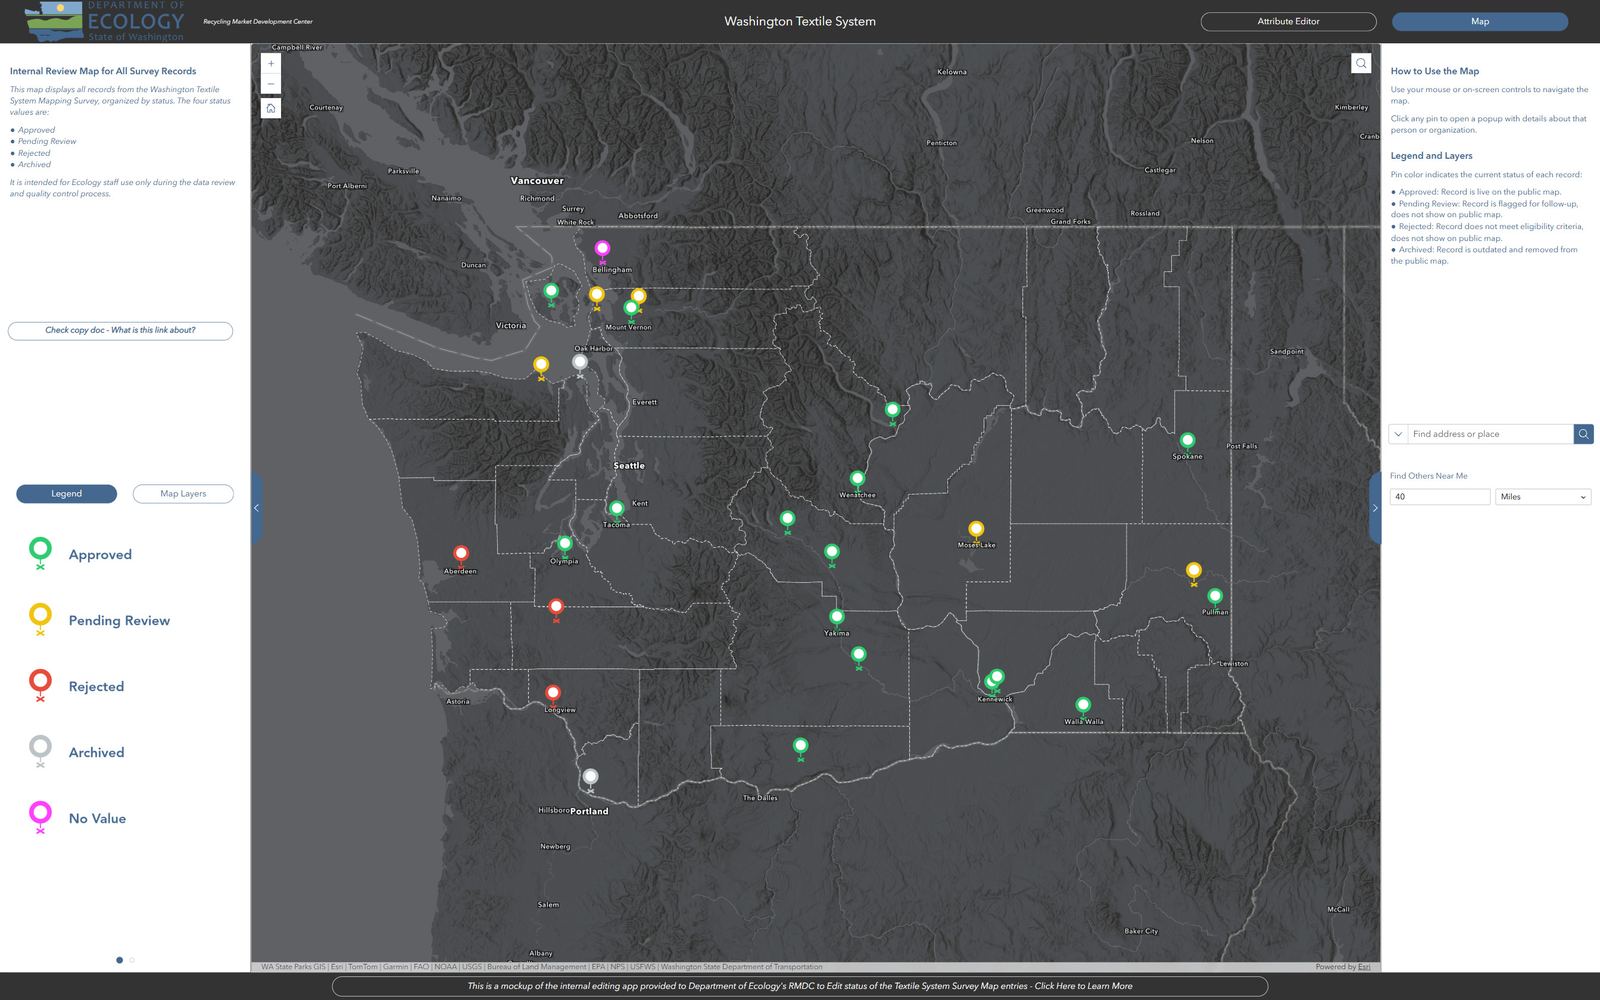 DEPARTMENT OF
ECOLOGY
State of Washington
Recycling Market Development Center
Washington Textile System
Attribute Editor
Map
Internal Review Map for All Survey Records
This map displays all records from the Washington Textile
System Mapping Survey, organized by status. The four status
values are:
● Approved
● Pending Review
● Rejected
● Archived
It is intended for Ecology staff use only during the data review
and quality control process.
Check copy doc - What is this link about?
Legend
Map Layers
Approved
Pending Review
Rejected
Archived
No Value
+
−
Campbell River
Courtenay
Kelowna
Kimberley
Cranb
Penticton
Nelson
Parksville
Castlegar
Port Alberni
Vancouver
Nanaimo
Richmond
Surrey
Abbotsford
White Rock
Greenwood
Rossland
Grand Forks
Duncan
Bellingham
Victoria
Mount Vernon
Oak Harbor
Sandpoint
Everett
Post Falls
Spokane
Seattle
Wenatchee
Kent
Tacoma
Moses Lake
Olympia
Aberdeen
Pullman
Yakima
Lewiston
Astoria
Kennewick
Longview
Walla Walla
The Dalles
Hillsboro
Portland
Newberg
Salem
McCall
Baker City
Albany
WA State Parks GIS | Esri | TomTom | Garmin | FAO | NOAA | USGS | Bureau of Land Management | EPA | NPS | USFWS | Washington State Department of Transportation
Powered by Esri
How to Use the Map
Use your mouse or on-screen controls to navigate the
map.
Click any pin to open a popup with details about that
person or organization.
Legend and Layers
Pin color indicates the current status of each record:
● Approved: Record is live on the public map.
● Pending Review: Record is flagged for follow-up,
does not show on public map.
● Rejected: Record does not meet eligibility criteria,
does not show on public map.
● Archived: Record is outdated and removed from
the public map.
Find address or place
Find Others Near Me
40
Miles
This is a mockup of the internal editing app provided to Department of Ecology's RMDC to Edit status of the Textile System Survey Map entries - Click Here to Learn More